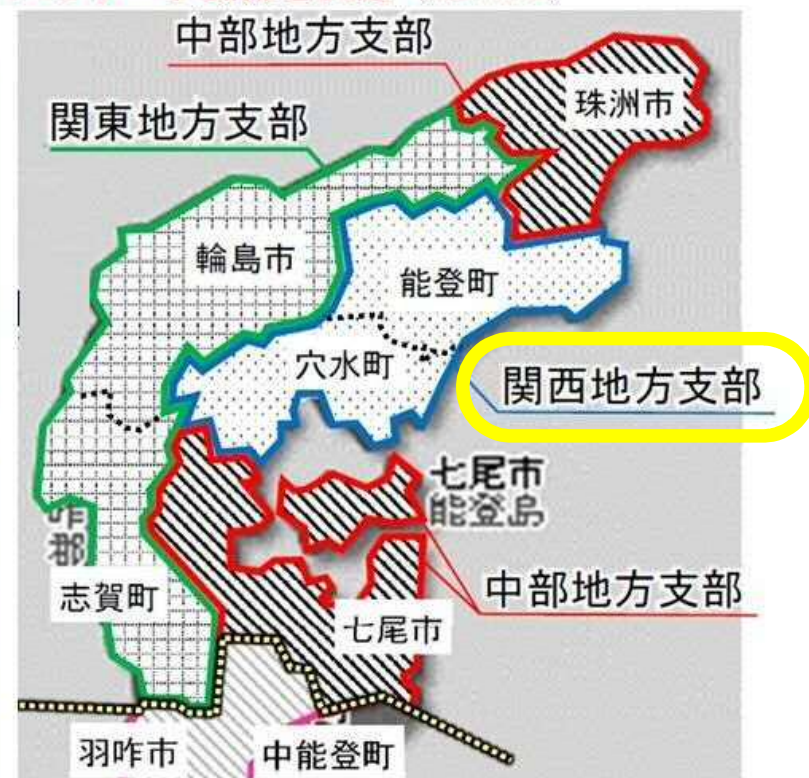 中部地方支部
珠洲市
関東地方支部
輪島市
能登町
穴水町
関西地方支部
七尾市
能登島
志賀町
中部地方支部
七尾市
羽咋市
中能登町